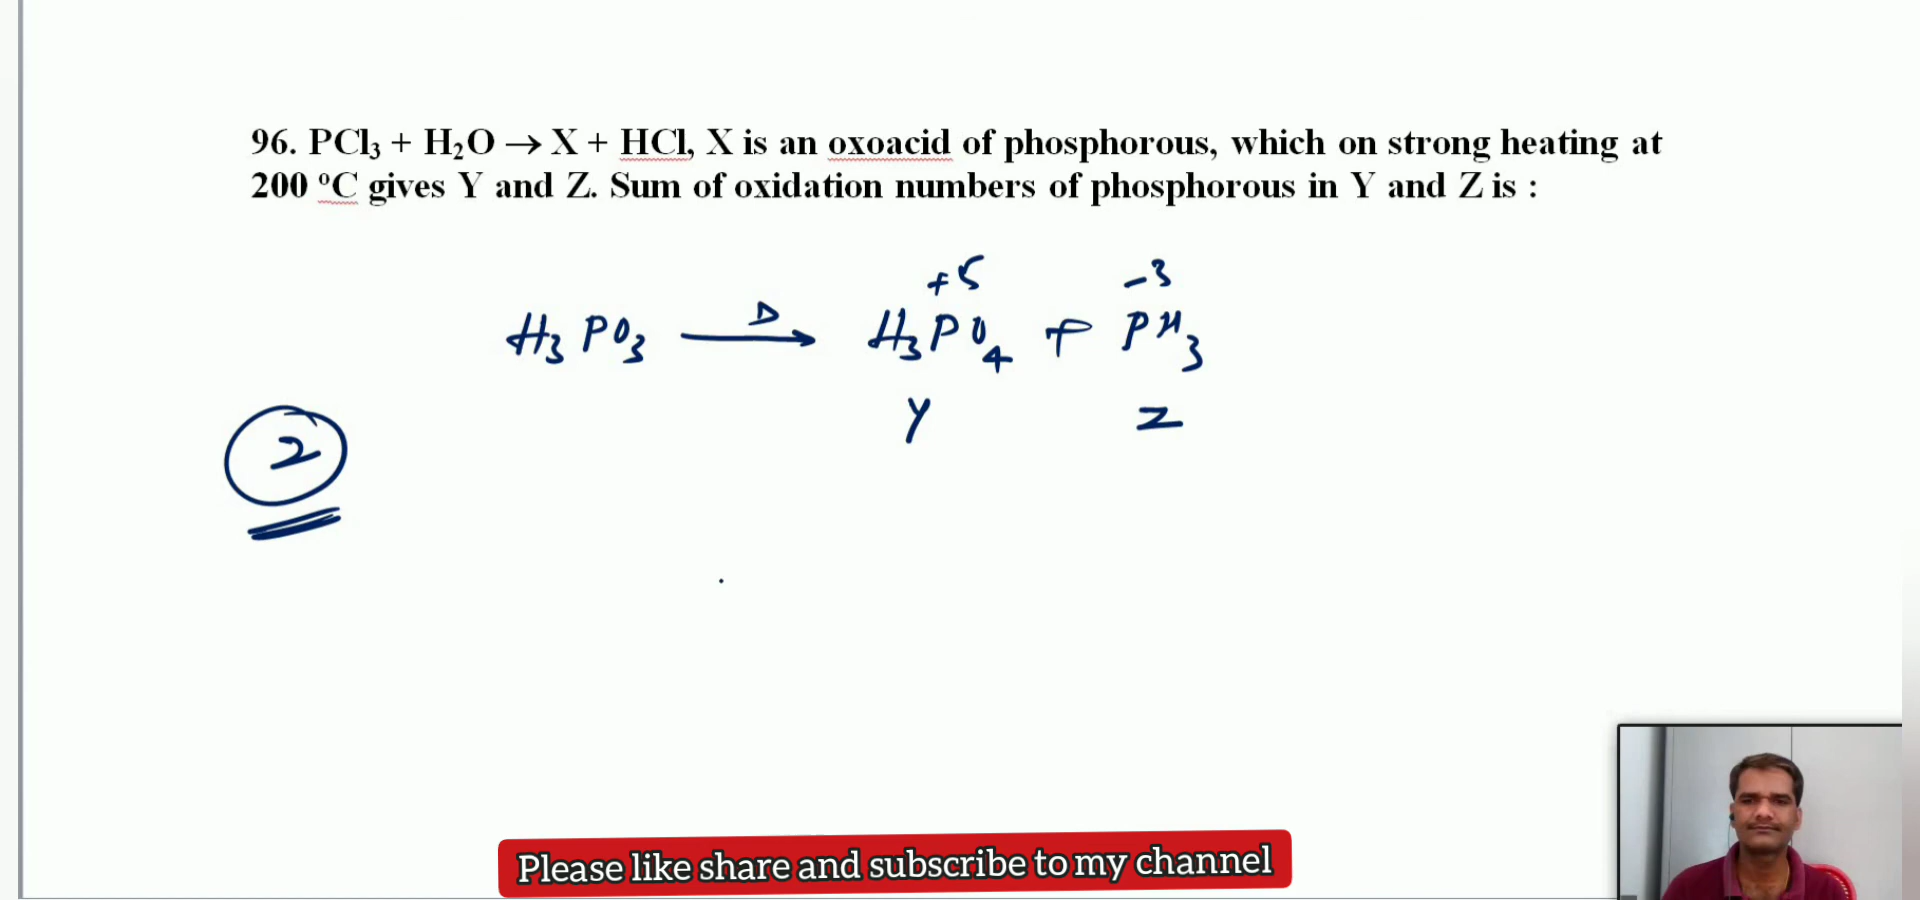 96. PCl₃ + H₂O → X + HCl, X is an oxoacid of phosphorous, which on strong heating at
200 °C gives Y and Z. Sum of oxidation numbers of phosphorous in Y and Z is :
+5 -3
H₃PO₃ —Δ→ H₃PO₄ + PH₃
Y Z
2
Please like share and subscribe to my channel